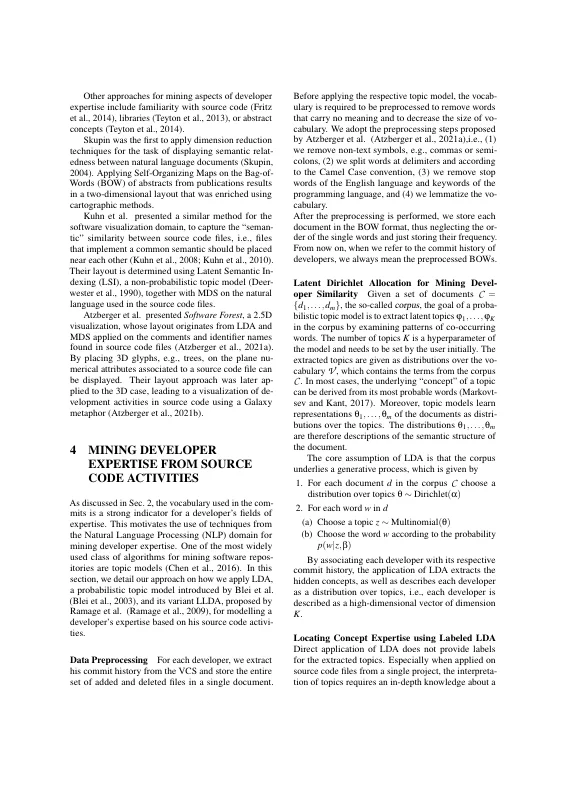 Other approaches for mining aspects of developer
expertise include familiarity with source code (Fritz
et al., 2014), libraries (Teyton et al., 2013), or abstract
concepts (Teyton et al., 2014).
Skupin was the first to apply dimension reduction
techniques for the task of displaying semantic relat-
edness between natural language documents (Skupin,
2004). Applying Self-Organizing Maps on the Bag-of-
Words (BOW) of abstracts from publications results
in a two-dimensional layout that was enriched using
cartographic methods.
Kuhn et al. presented a similar method for the
software visualization domain, to capture the “seman-
tic” similarity between source code files, i.e., files
that implement a common semantic should be placed
near each other (Kuhn et al., 2008; Kuhn et al., 2010).
Their layout is determined using Latent Semantic In-
dexing (LSI), a non-probabilistic topic model (Deer-
wester et al., 1990), together with MDS on the natural
language used in the source code files.
Atzberger et al. presented Software Forest, a 2.5D
visualization, whose layout originates from LDA and
MDS applied on the comments and identifier names
found in source code files (Atzberger et al., 2021a).
By placing 3D glyphs, e.g., trees, on the plane nu-
merical attributes associated to a source code file can
be displayed. Their layout approach was later ap-
plied to the 3D case, leading to a visualization of de-
velopment activities in source code using a Galaxy
metaphor (Atzberger et al., 2021b).
4 MINING DEVELOPER
EXPERTISE FROM SOURCE
CODE ACTIVITIES
As discussed in Sec. 2, the vocabulary used in the com-
mits is a strong indicator for a developer’s fields of
expertise. This motivates the use of techniques from
the Natural Language Processing (NLP) domain for
mining developer expertise. One of the most widely
used class of algorithms for mining software repos-
itories are topic models (Chen et al., 2016). In this
section, we detail our approach on how we apply LDA,
a probabilistic topic model introduced by Blei et al.
(Blei et al., 2003), and its variant LLDA, proposed by
Ramage et al. (Ramage et al., 2009), for modelling a
developer’s expertise based on his source code activi-
ties.
Data Preprocessing For each developer, we extract
his commit history from the VCS and store the entire
set of added and deleted files in a single document.
Before applying the respective topic model, the vocab-
ulary is required to be preprocessed to remove words
that carry no meaning and to decrease the size of vo-
cabulary. We adopt the preprocessing steps proposed
by Atzberger et al. (Atzberger et al., 2021a),i.e., (1)
we remove non-text symbols, e.g., commas or semi-
colons, (2) we split words at delimiters and according
to the Camel Case convention, (3) we remove stop
words of the English language and keywords of the
programming language, and (4) we lemmatize the vo-
cabulary.
After the preprocessing is performed, we store each
document in the BOW format, thus neglecting the or-
der of the single words and just storing their frequency.
From now on, when we refer to the commit history of
developers, we always mean the preprocessed BOWs.
Latent Dirichlet Allocation for Mining Devel-
oper Similarity Given a set of documents C =
{d1,...,dm}, the so-called corpus, the goal of a proba-
bilistic topic model is to extract latent topics φ1,...,φK
in the corpus by examining patterns of co-occurring
words. The number of topics K is a hyperparameter of
the model and needs to be set by the user initially. The
extracted topics are given as distributions over the vo-
cabulary V, which contains the terms from the corpus
C. In most cases, the underlying “concept” of a topic
can be derived from its most probable words (Markovt-
sev and Kant, 2017). Moreover, topic models learn
representations θ1,...,θm of the documents as distri-
butions over the topics. The distributions θ1,...,θm
are therefore descriptions of the semantic structure of
the document.
The core assumption of LDA is that the corpus
underlies a generative process, which is given by
1. For each document d in the corpus C choose a
distribution over topics θ ∼ Dirichlet(α)
2. For each word w in d
(a) Choose a topic z ∼ Multinomial(θ)
(b) Choose the word w according to the probability
p(w|z,β)
By associating each developer with its respective
commit history, the application of LDA extracts the
hidden concepts, as well as describes each developer
as a distribution over topics, i.e., each developer is
described as a high-dimensional vector of dimension
K.
Locating Concept Expertise using Labeled LDA
Direct application of LDA does not provide labels
for the extracted topics. Especially when applied on
source code files from a single project, the interpreta-
tion of topics requires an in-depth knowledge about a